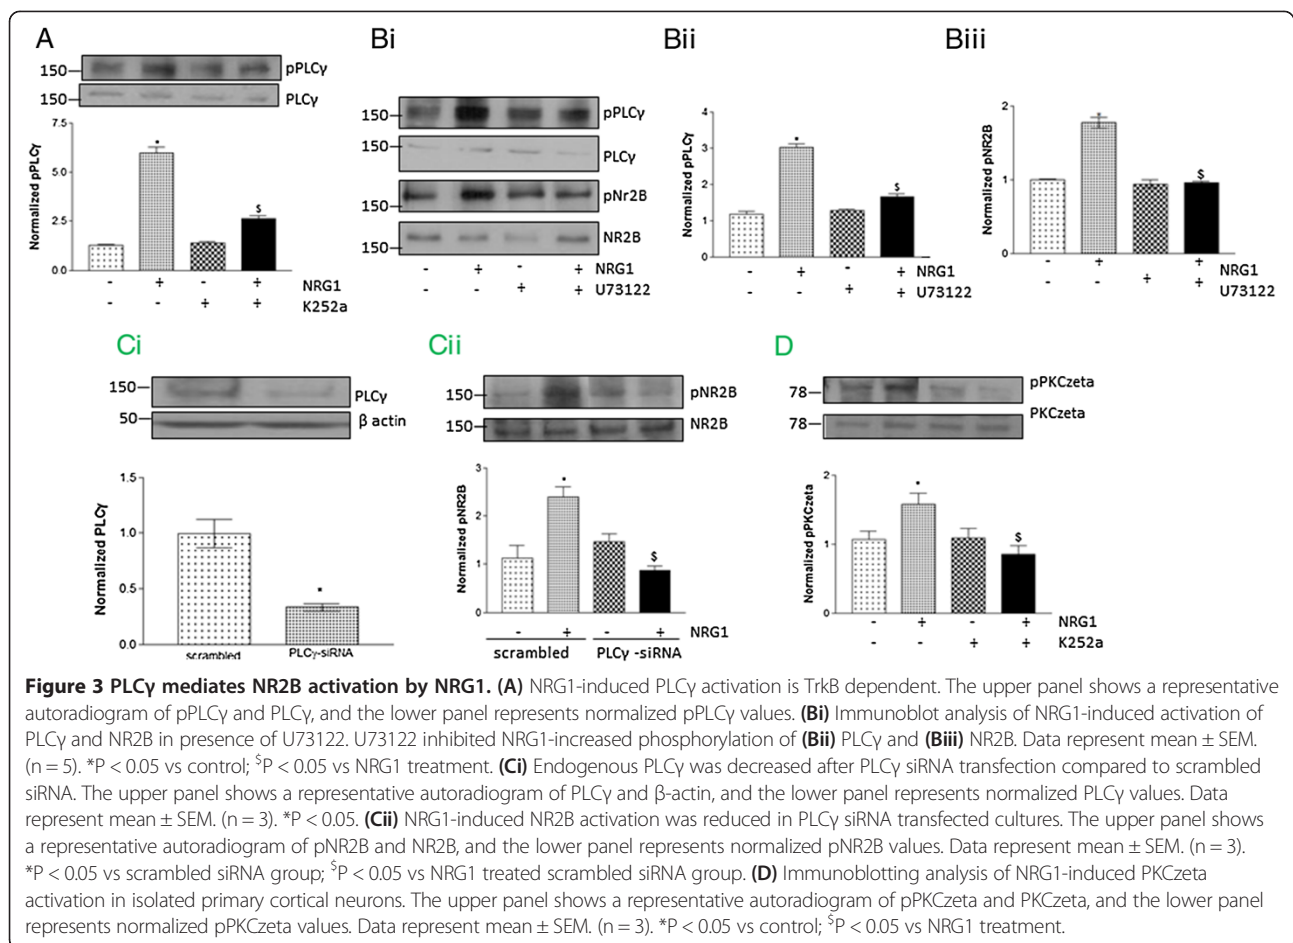 A
Bi
Bii
Biii
150
pPLCγ
150
PLCγ
Normalized pPLCγ
7.5
5.0
2.5
0.0
*
$
- + - + NRG1
- - + + K252a
150
pPLCγ
150
PLCγ
150
pNr2B
150
NR2B
- + - + NRG1
- - + + U73122
Normalized pPLCγ
4
3
2
1
0
*
$
- + - + NRG1
- - + + U73122
Normalized pNR2B
2
1
0
*
$
- + - + NRG1
- - + + U73122
Ci
Cii
D
150
PLCγ
50
β actin
Normalized PLCγ
1.5
1.0
0.5
0.0
*
scrambled PLCγ-siRNA
150
pNR2B
150
NR2B
Normalized pNR2B
3
2
1
0
*
$
- + - + NRG1
scrambled PLCγ -siRNA
78
pPKCzeta
78
PKCzeta
Normalized pPKCzeta
2
1
0
*
$
- + - + NRG1
- - + + K252a
Figure 3 PLCγ mediates NR2B activation by NRG1. (A) NRG1-induced PLCγ activation is TrkB dependent. The upper panel shows a representative
autoradiogram of pPLCγ and PLCγ, and the lower panel represents normalized pPLCγ values. (Bi) Immunoblot analysis of NRG1-induced activation of
PLCγ and NR2B in presence of U73122. U73122 inhibited NRG1-increased phosphorylation of (Bii) PLCγ and (Biii) NR2B. Data represent mean ± SEM.
(n = 5). *P < 0.05 vs control; $P < 0.05 vs NRG1 treatment. (Ci) Endogenous PLCγ was decreased after PLCγ siRNA transfection compared to scrambled
siRNA. The upper panel shows a representative autoradiogram of PLCγ and β-actin, and the lower panel represents normalized PLCγ values. Data
represent mean ± SEM. (n = 3). *P < 0.05. (Cii) NRG1-induced NR2B activation was reduced in PLCγ siRNA transfected cultures. The upper panel shows
a representative autoradiogram of pNR2B and NR2B, and the lower panel represents normalized pNR2B values. Data represent mean ± SEM. (n = 3).
*P < 0.05 vs scrambled siRNA group; $P < 0.05 vs NRG1 treated scrambled siRNA group. (D) Immunoblotting analysis of NRG1-induced PKCzeta
activation in isolated primary cortical neurons. The upper panel shows a representative autoradiogram of pPKCzeta and PKCzeta, and the lower panel
represents normalized pPKCzeta values. Data represent mean ± SEM. (n = 3). *P < 0.05 vs control; $P < 0.05 vs NRG1 treatment.